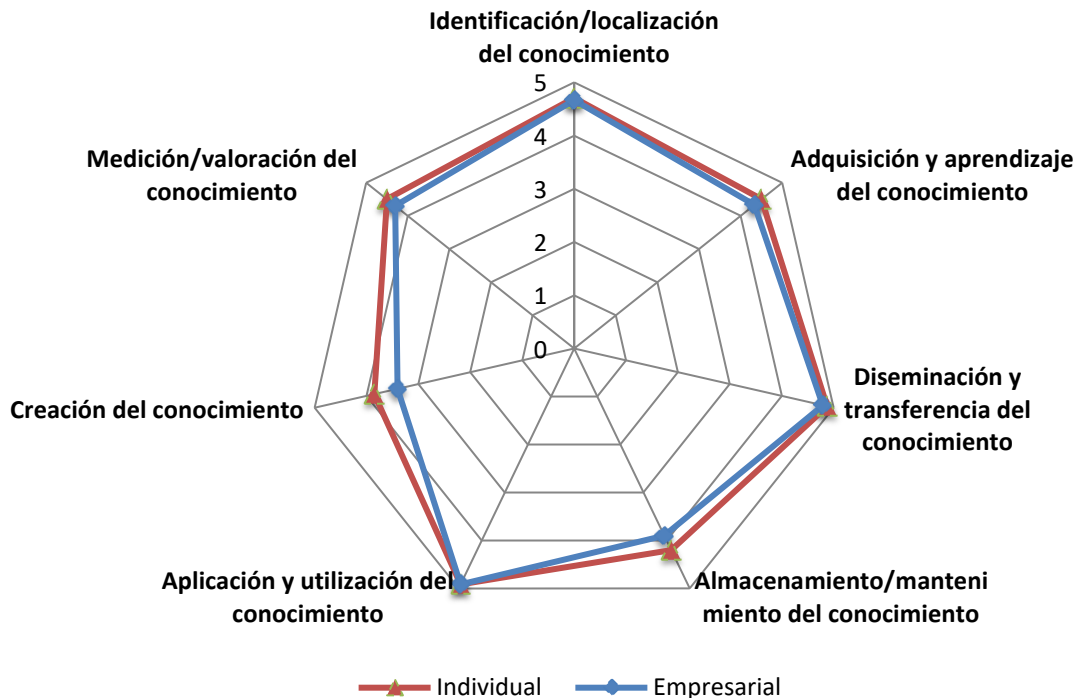 Identificación/localización
del conocimiento
5
4
3
2
1
0
Adquisición y aprendizaje
del conocimiento
Diseminación y
transferencia del
conocimiento
Almacenamiento/manteni
miento del conocimiento
Aplicación y utilización del
conocimiento
Creación del conocimiento
Medición/valoración del
conocimiento
Individual
Empresarial